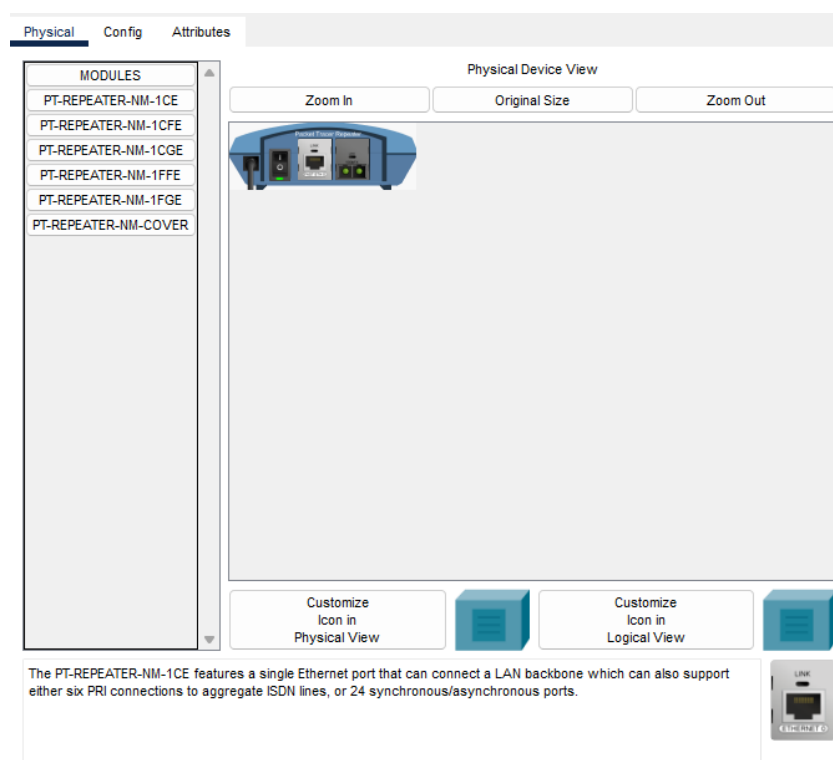 Physical Config Attributes
MODULES
PT-REPEATER-NM-1CE
PT-REPEATER-NM-1CFE
PT-REPEATER-NM-1CGE
PT-REPEATER-NM-1FFE
PT-REPEATER-NM-1FGE
PT-REPEATER-NM-COVER
Physical Device View
Zoom In Original Size Zoom Out
Packet Tracer Repeater
LINK
Customize
Icon in
Physical View
Customize
Icon in
Logical View
The PT-REPEATER-NM-1CE features a single Ethernet port that can connect a LAN backbone which can also support
either six PRI connections to aggregate ISDN lines, or 24 synchronous/asynchronous ports.
LINK
ETHERNET 0